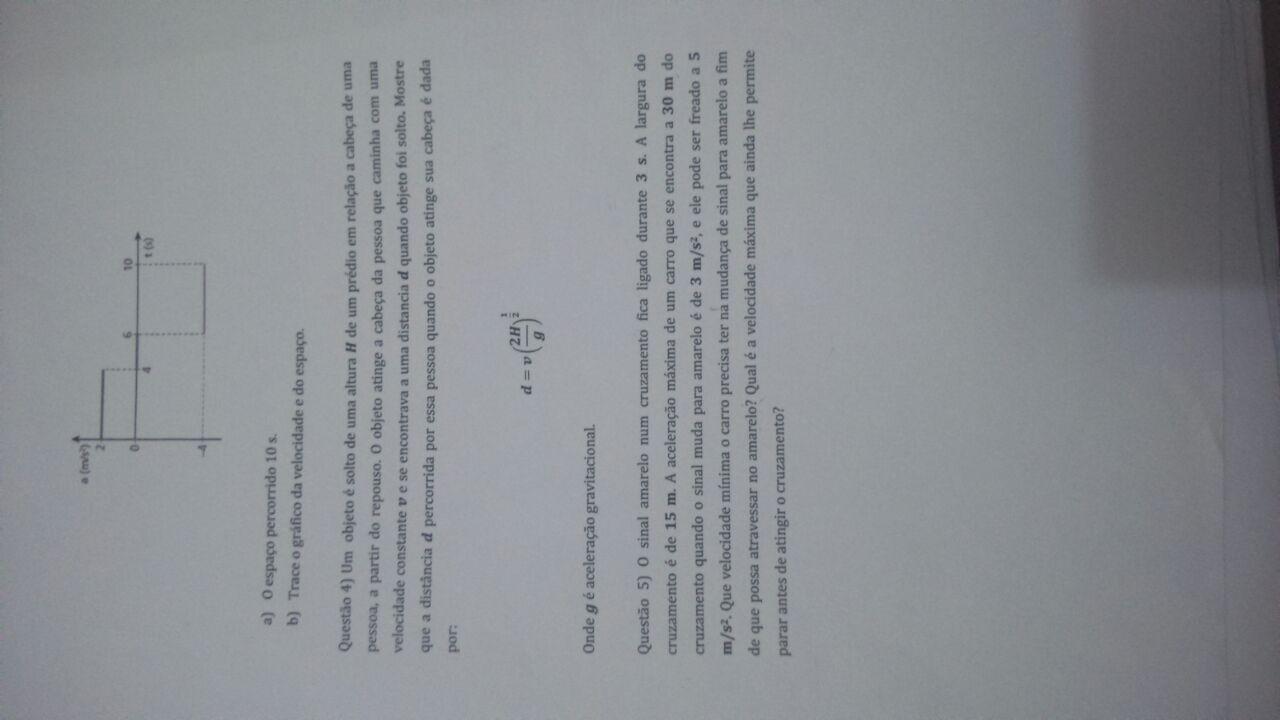 a (m/s²)
2
0
4
6
10
t (s)
-4
a) O espaço percorrido 10 s.
b) Trace o gráfico da velocidade e do espaço.
Questão 4) Um objeto é solto de uma altura H de um prédio em relação a cabeça de uma
pessoa, a partir do repouso. O objeto atinge a cabeça da pessoa que caminha com uma
velocidade constante v e se encontrava a uma distancia d quando objeto foi solto. Mostre
que a distância d percorrida por essa pessoa quando o objeto atinge sua cabeça é dada
por:
d = v(2H/g)^1/2
Onde g é aceleração gravitacional.
Questão 5) O sinal amarelo num cruzamento fica ligado durante 3 s. A largura do
cruzamento é de 15 m. A aceleração máxima de um carro que se encontra a 30 m do
cruzamento quando o sinal muda para amarelo é de 3 m/s², e ele pode ser freado a 5
m/s². Que velocidade mínima o carro precisa ter na mudança de sinal para amarelo a fim
de que possa atravessar no amarelo? Qual é a velocidade máxima que ainda lhe permite
parar antes de atingir o cruzamento?